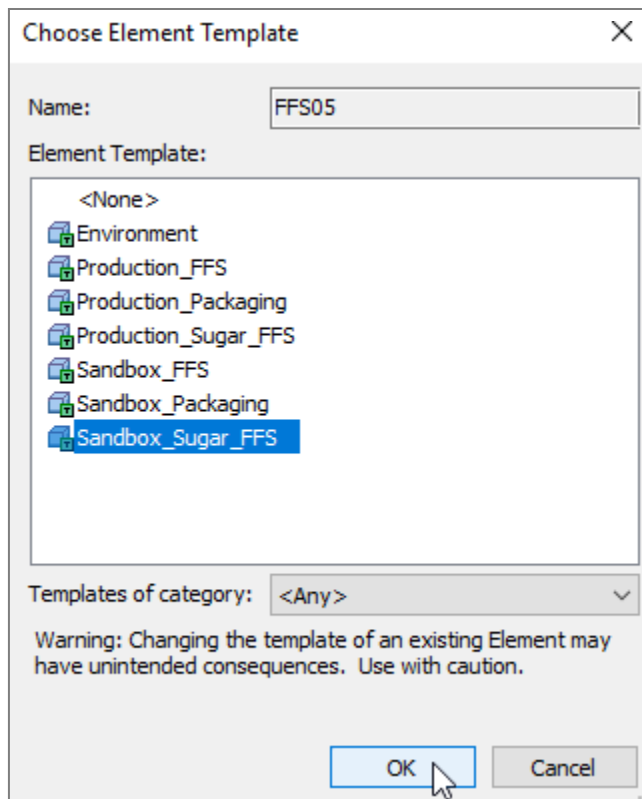 Choose Element Template
Name: FFS05
Element Template:
<None>
Environment
Production_FFS
Production_Packaging
Production_Sugar_FFS
Sandbox_FFS
Sandbox_Packaging
Sandbox_Sugar_FFS
Templates of category: <Any>
Warning: Changing the template of an existing Element may
have unintended consequences.  Use with caution.
OK Cancel